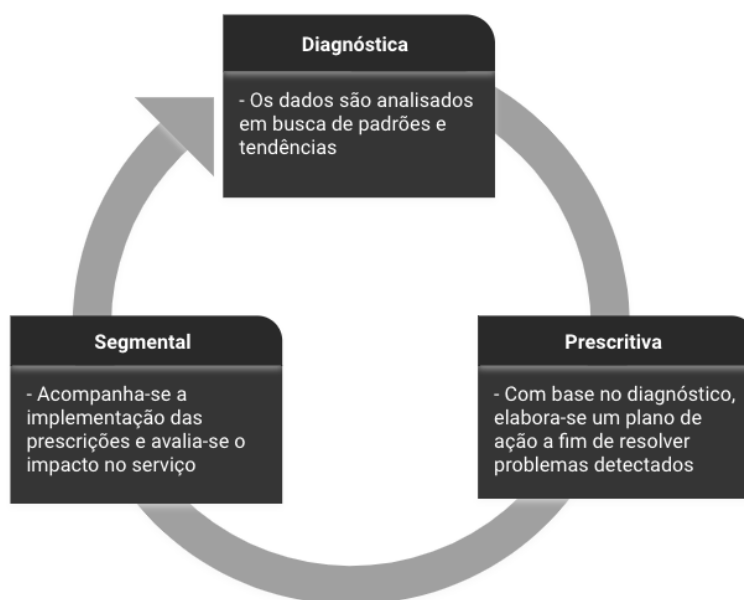 Diagnóstica
- Os dados são analisados
em busca de padrões e
tendências
Segmental
- Acompanha-se a
implementação das
prescrições e avalia-se o
impacto no serviço
Prescritiva
- Com base no diagnóstico,
elabora-se um plano de
ação a fim de resolver
problemas detectados